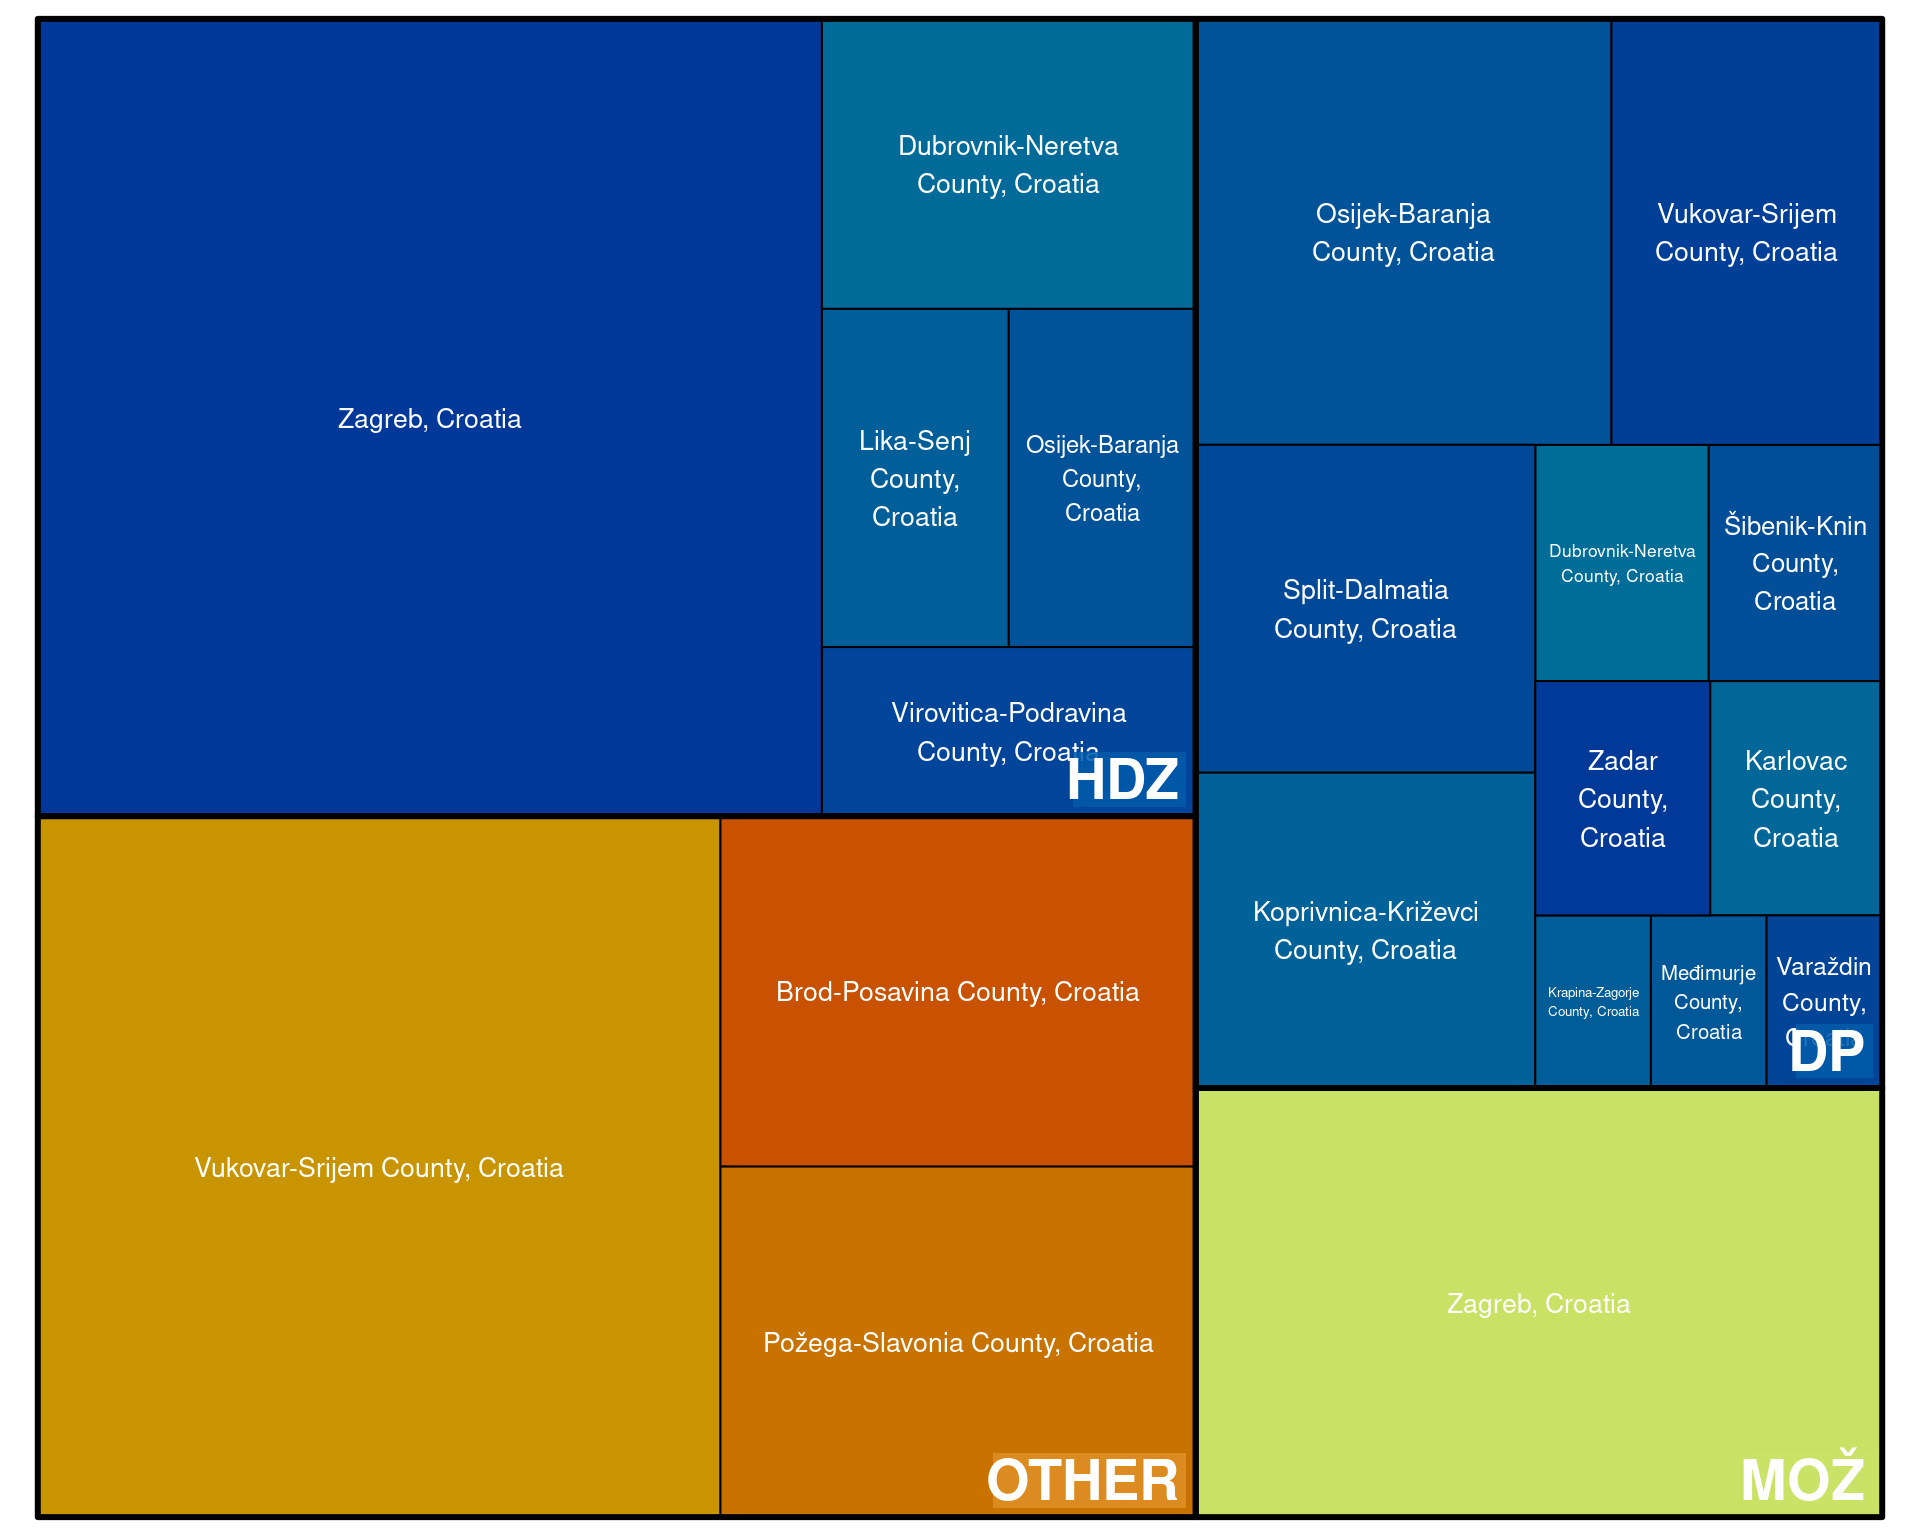 Zagreb, Croatia
Dubrovnik-Neretva
County, Croatia
Lika-Senj
County,
Croatia
Osijek-Baranja
County,
Croatia
Virovitica-Podravina
County, Croatia
HDZ
Osijek-Baranja
County, Croatia
Vukovar-Srijem
County, Croatia
Split-Dalmatia
County, Croatia
Dubrovnik-Neretva
County, Croatia
Šibenik-Knin
County,
Croatia
Koprivnica-Križevci
County, Croatia
Zadar
County,
Croatia
Karlovac
County,
Croatia
Krapina-Zagorje
County, Croatia
Međimurje
County,
Croatia
Varaždin
County,
DP
Vukovar-Srijem County, Croatia
Brod-Posavina County, Croatia
Požega-Slavonia County, Croatia
OTHER
Zagreb, Croatia
MOŽ